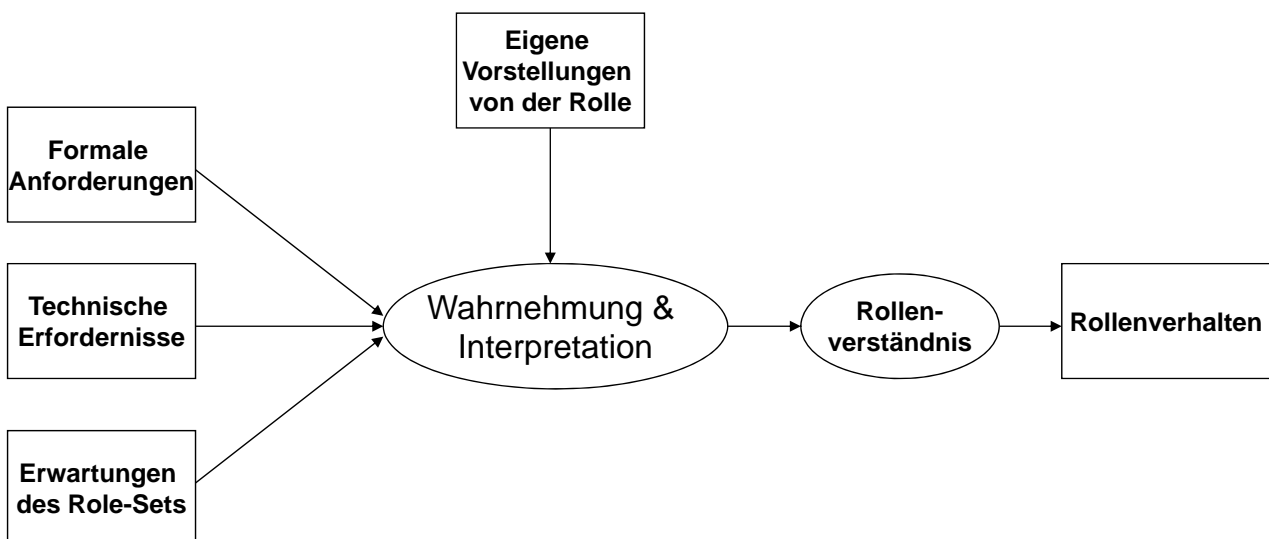 Eigene
Vorstellungen
von der Rolle
Formale
Anforderungen
Technische
Erfordernisse
Erwartungen
des Role-Sets
Wahrnehmung &
Interpretation
Rollen-
verständnis
Rollenverhalten